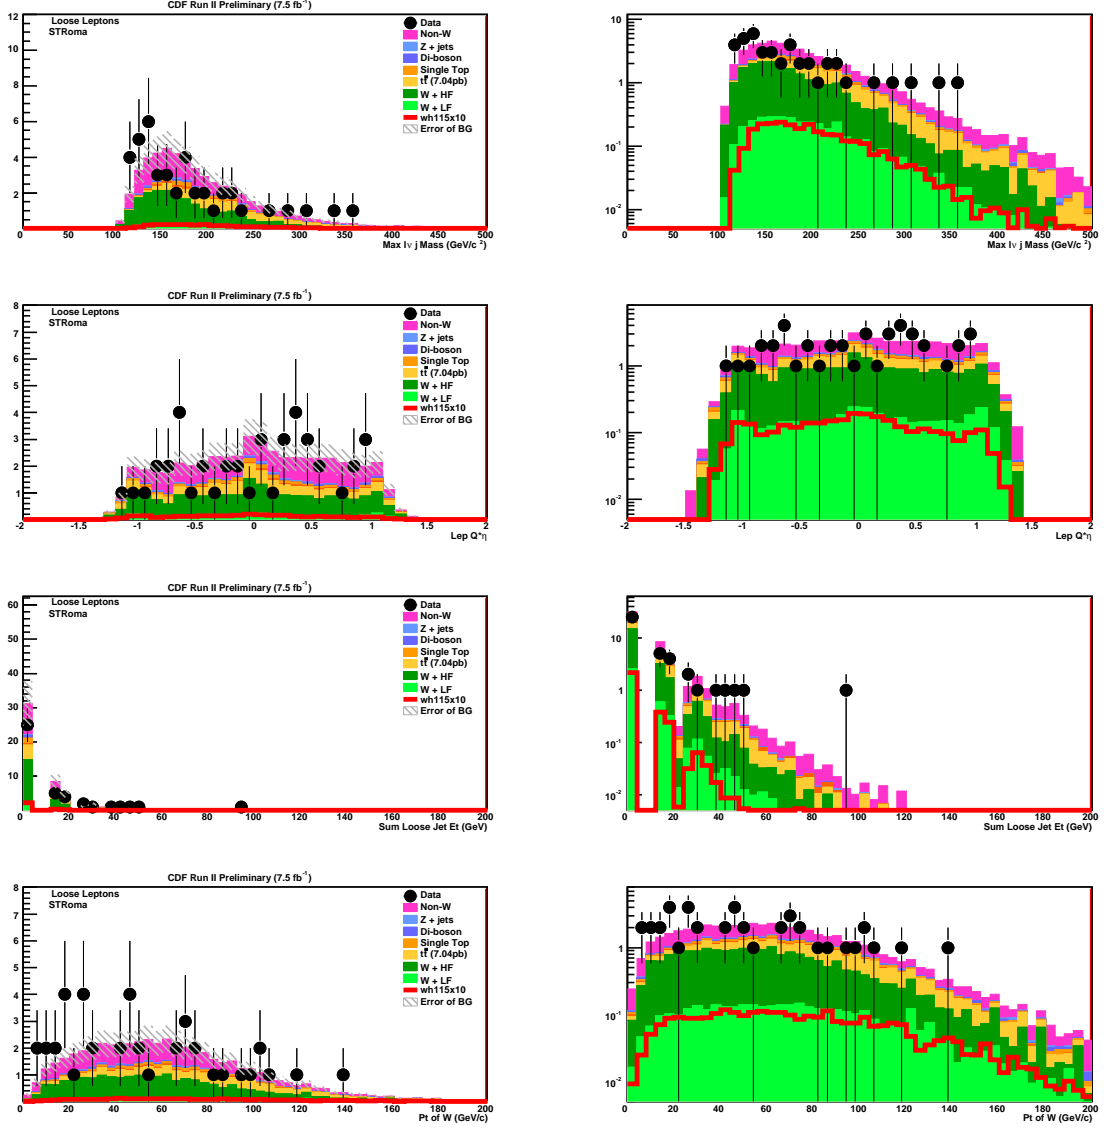 CDF Run II Preliminary (7.5 fb⁻¹)
Loose Leptons
STRoma
Data
Non-W
Z + jets
Di-boson
Single Top
tt̄ (7.04pb)
W + HF
W + LF
wh115x10
Error of BG
12
10
8
6
4
2
0 50 100 150 200 250 300 350 400 450 500
Max lν j Mass (GeV/c ²)
10
1
10⁻¹
10⁻²
0 50 100 150 200 250 300 350 400 450 500
Max lν j Mass (GeV/c ²)
CDF Run II Preliminary (7.5 fb⁻¹)
Loose Leptons
STRoma
Data
Non-W
Z + jets
Di-boson
Single Top
tt̄ (7.04pb)
W + HF
W + LF
wh115x10
Error of BG
8
7
6
5
4
3
2
1
-2 -1.5 -1 -0.5 0 0.5 1 1.5 2
Lep Q*η
1
10⁻¹
10⁻²
-2 -1.5 -1 -0.5 0 0.5 1 1.5 2
Lep Q*η
CDF Run II Preliminary (7.5 fb⁻¹)
Loose Leptons
STRoma
Data
Non-W
Z + jets
Di-boson
Single Top
tt̄ (7.04pb)
W + HF
W + LF
wh115x10
Error of BG
60
50
40
30
20
10
0 20 40 60 80 100 120 140 160 180 200
Sum Loose Jet Et (GeV)
10
1
10⁻¹
10⁻²
0 20 40 60 80 100 120 140 160 180 200
Sum Loose Jet Et (GeV)
CDF Run II Preliminary (7.5 fb⁻¹)
Loose Leptons
STRoma
Data
Non-W
Z + jets
Di-boson
Single Top
tt̄ (7.04pb)
W + HF
W + LF
wh115x10
Error of BG
8
7
6
5
4
3
2
1
0 20 40 60 80 100 120 140 160 180 200
Pt of W (GeV/c)
1
10⁻¹
10⁻²
0 20 40 60 80 100 120 140 160 180 200
Pt of W (GeV/c)